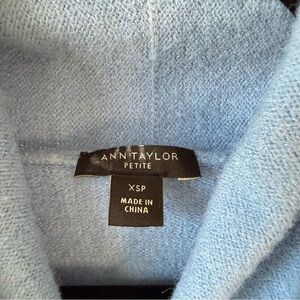 ANN TAYLOR
PETITE
XSP
MADE IN
CHINA